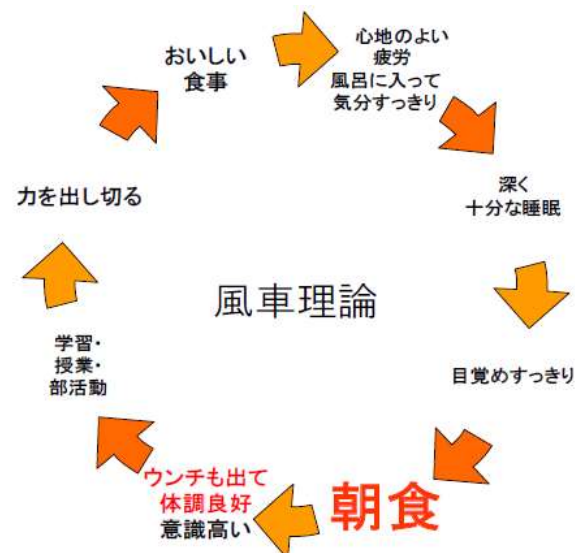 おいしい
食事
心地のよい
疲労
風呂に入って
気分すっきり
深く
十分な睡眠
目覚めすっきり
朝食
ウンチも出て
体調良好
意識高い
学習・
授業・
部活動
力を出し切る
風車理論